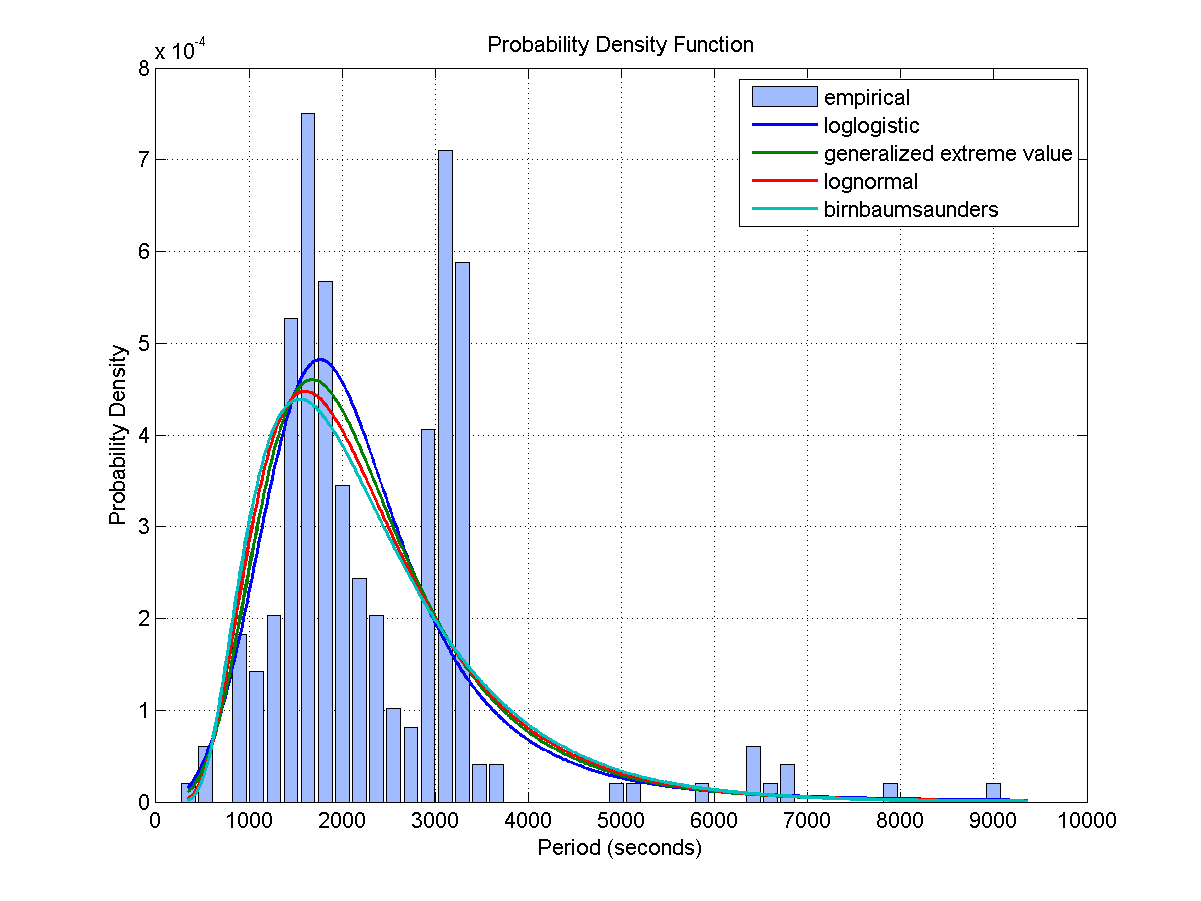 Probability Density Function
x 10-4
8
7
6
5
4
3
2
1
0
Probability Density
empirical
loglogistic
generalized extreme value
lognormal
birnbaumsaunders
0 1000 2000 3000 4000 5000 6000 7000 8000 9000 10000
Period (seconds)